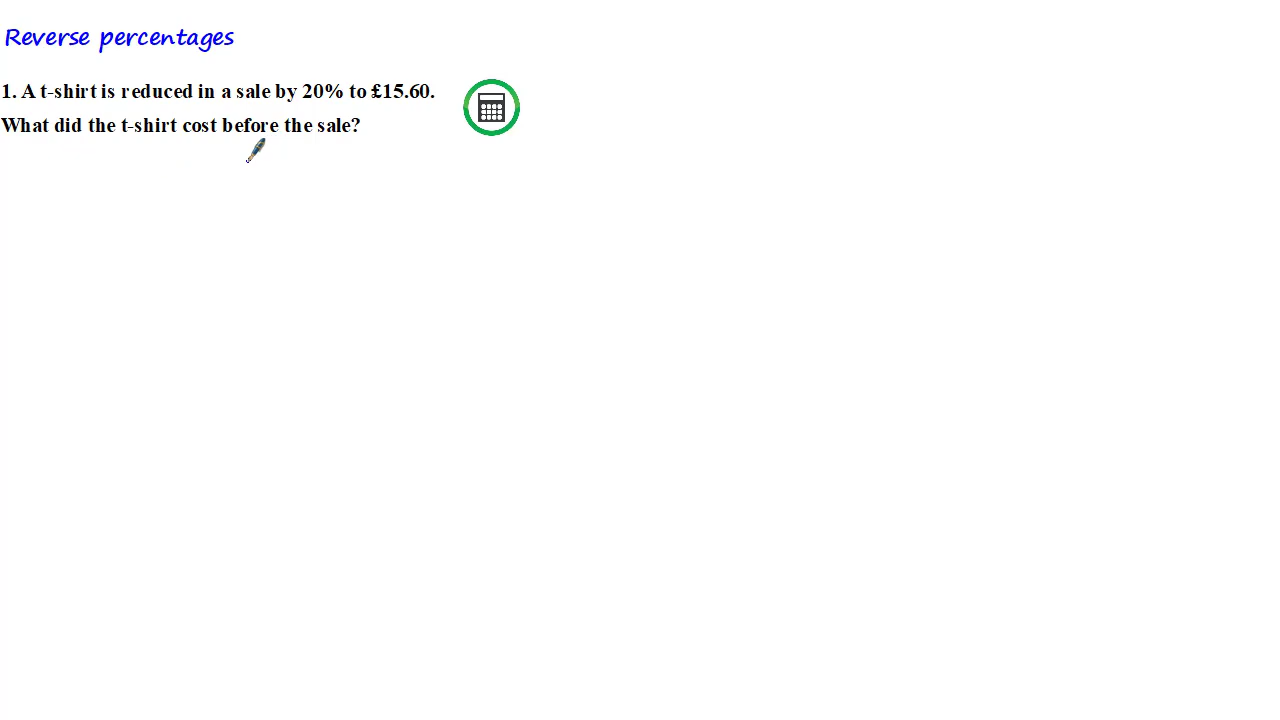 Reverse percentages
1. A t-shirt is reduced in a sale by 20% to £15.60.
What did the t-shirt cost before the sale?